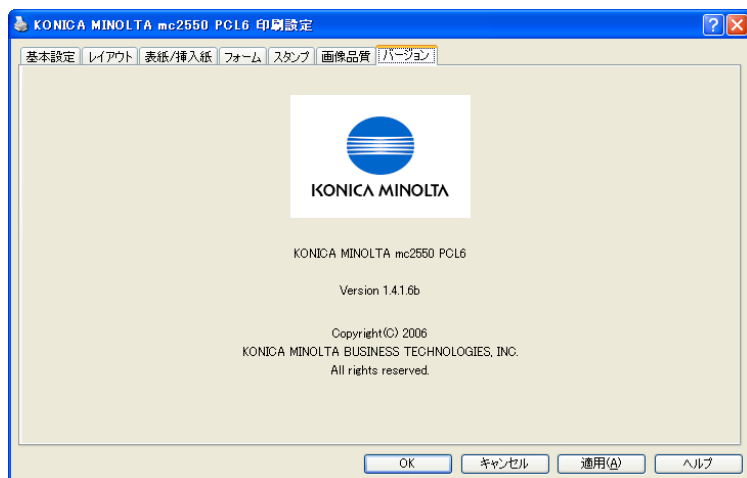 KONICA MINOLTA mc2550 PCL6 印刷設定
基本設定 レイアウト 表紙/挿入紙 フォーム スタンプ 画像品質 バージョン
KONICA MINOLTA
KONICA MINOLTA mc2550 PCL6
Version 1.4.1.6b
Copyright(C) 2006
KONICA MINOLTA BUSINESS TECHNOLOGIES, INC.
All rights reserved.
OK キャンセル 適用(A) ヘルプ